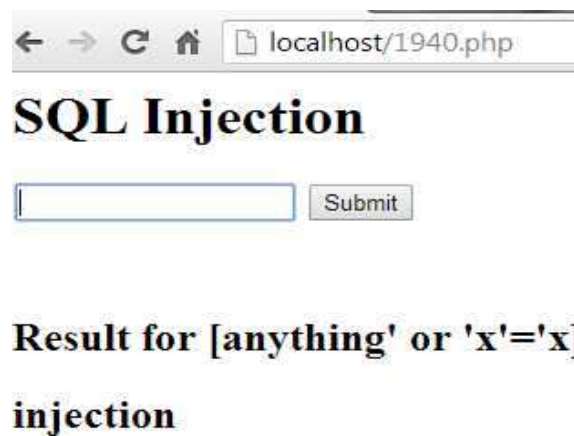 localhost/1940.php
SQL Injection
Submit
Result for [anything' or 'x'='x]
injection